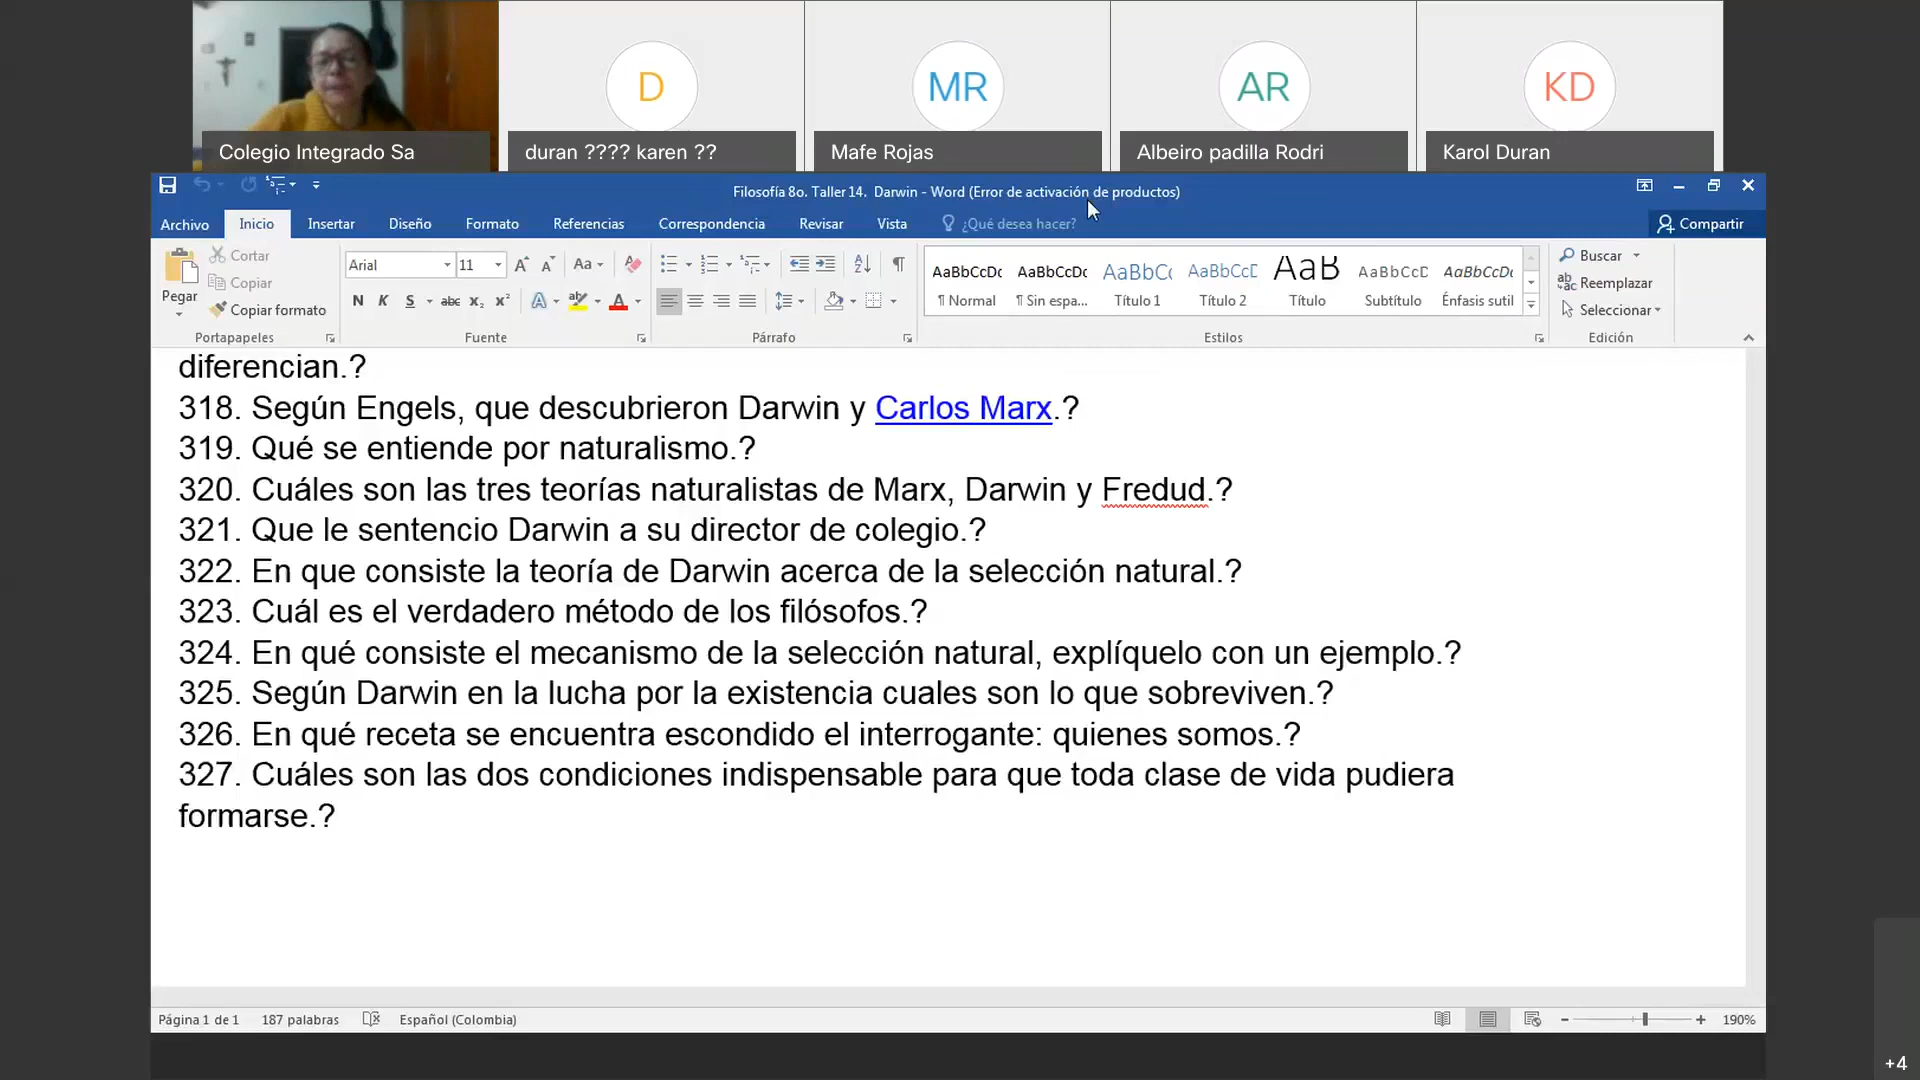 D
MR
AR
KD
Colegio Integrado Sa
duran ???? karen ??
Mafe Rojas
Albeiro padilla Rodri
Karol Duran
Filosofía 8o. Taller 14. Darwin - Word (Error de activación de productos)
Archivo Inicio Insertar Diseño Formato Referencias Correspondencia Revisar Vista ¿Qué desea hacer? Compartir
Pegar
Cortar
Copiar
Copiar formato
Portapapeles
Arial 11
Aa
N K S abc x₂ x²
A aby A
Fuente
Párrafo
AaBbCcDc AaBbCcDc AaBbCc AaBbCcE AaB AaBbCcD AaBbCcDc
¶ Normal ¶ Sin espa... Título 1 Título 2 Título Subtítulo Énfasis sutil
Estilos
Buscar
Reemplazar
Seleccionar
Edición
diferencian.?
318. Según Engels, que descubrieron Darwin y Carlos Marx.?
319. Qué se entiende por naturalismo.?
320. Cuáles son las tres teorías naturalistas de Marx, Darwin y Fredud.?
321. Que le sentencio Darwin a su director de colegio.?
322. En que consiste la teoría de Darwin acerca de la selección natural.?
323. Cuál es el verdadero método de los filósofos.?
324. En qué consiste el mecanismo de la selección natural, explíquelo con un ejemplo.?
325. Según Darwin en la lucha por la existencia cuales son lo que sobreviven.?
326. En qué receta se encuentra escondido el interrogante: quienes somos.?
327. Cuáles son las dos condiciones indispensable para que toda clase de vida pudiera
formarse.?
Página 1 de 1 187 palabras Español (Colombia) 190%
+4